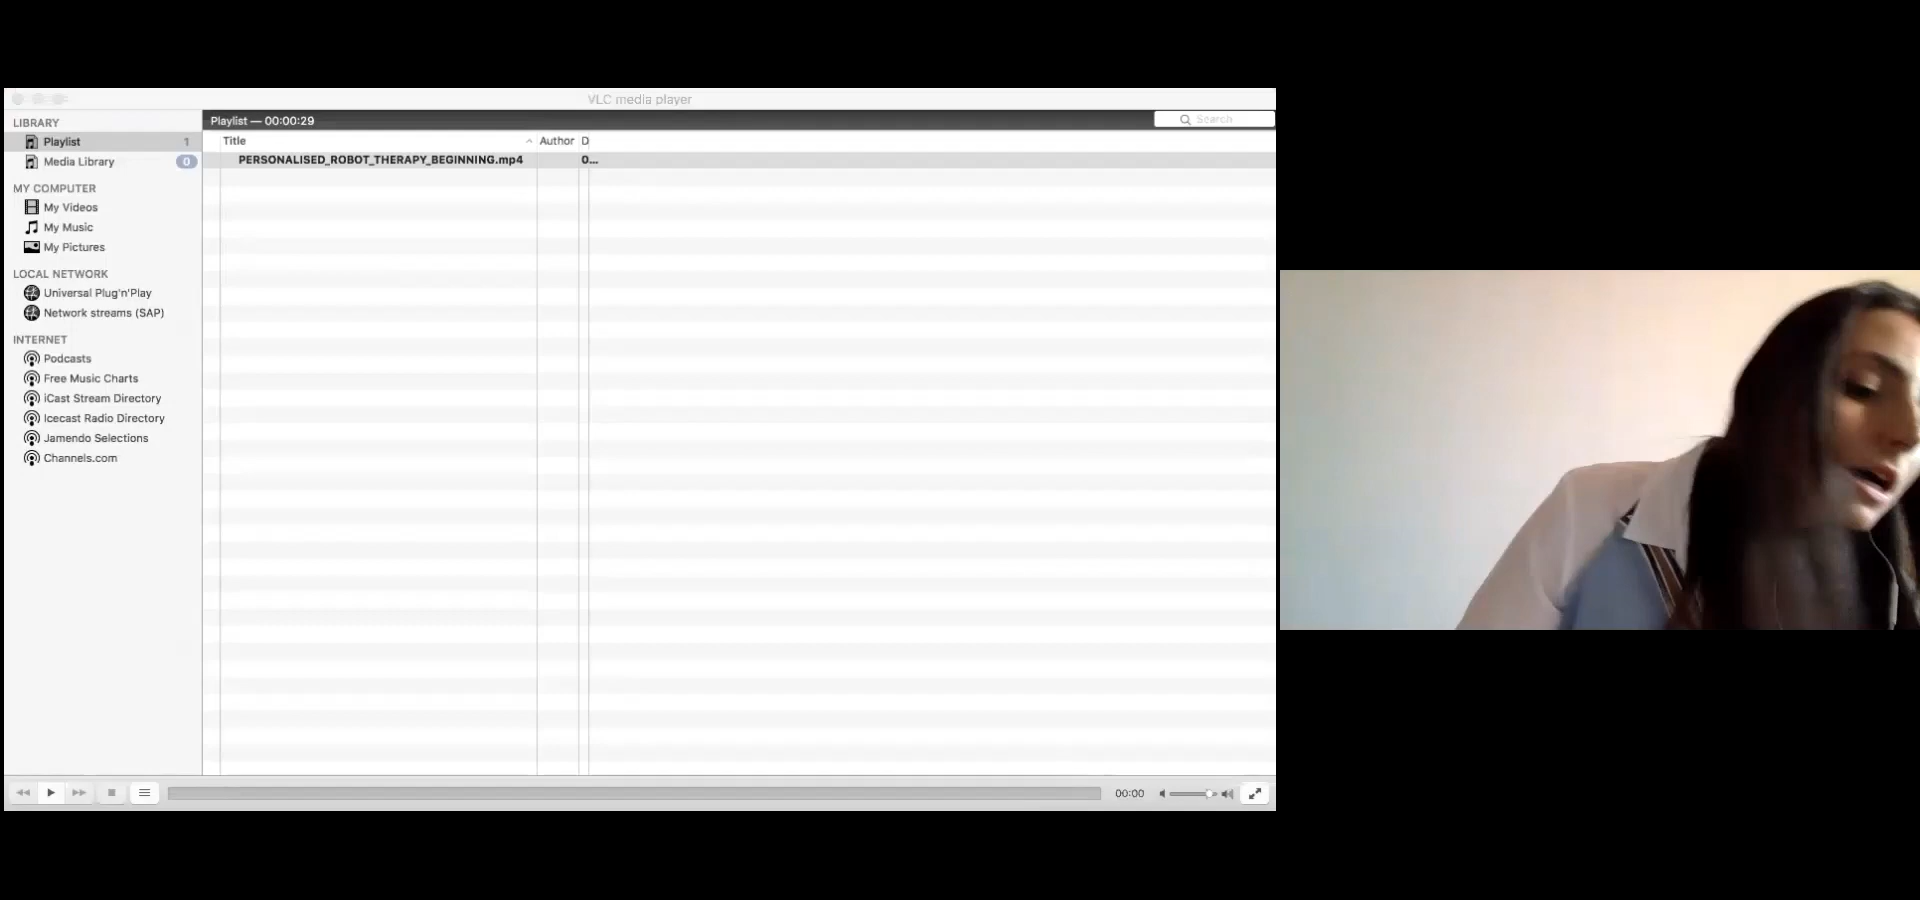 VLC media player
LIBRARY
Playlist 1
Media Library 0
MY COMPUTER
My Videos
My Music
My Pictures
LOCAL NETWORK
Universal Plug'n'Play
Network streams (SAP)
INTERNET
Podcasts
Free Music Charts
iCast Stream Directory
Icecast Radio Directory
Jamendo Selections
Channels.com
Playlist — 00:00:29
Search
Title Author D
PERSONALISED_ROBOT_THERAPY_BEGINNING.mp4 0...
00:00